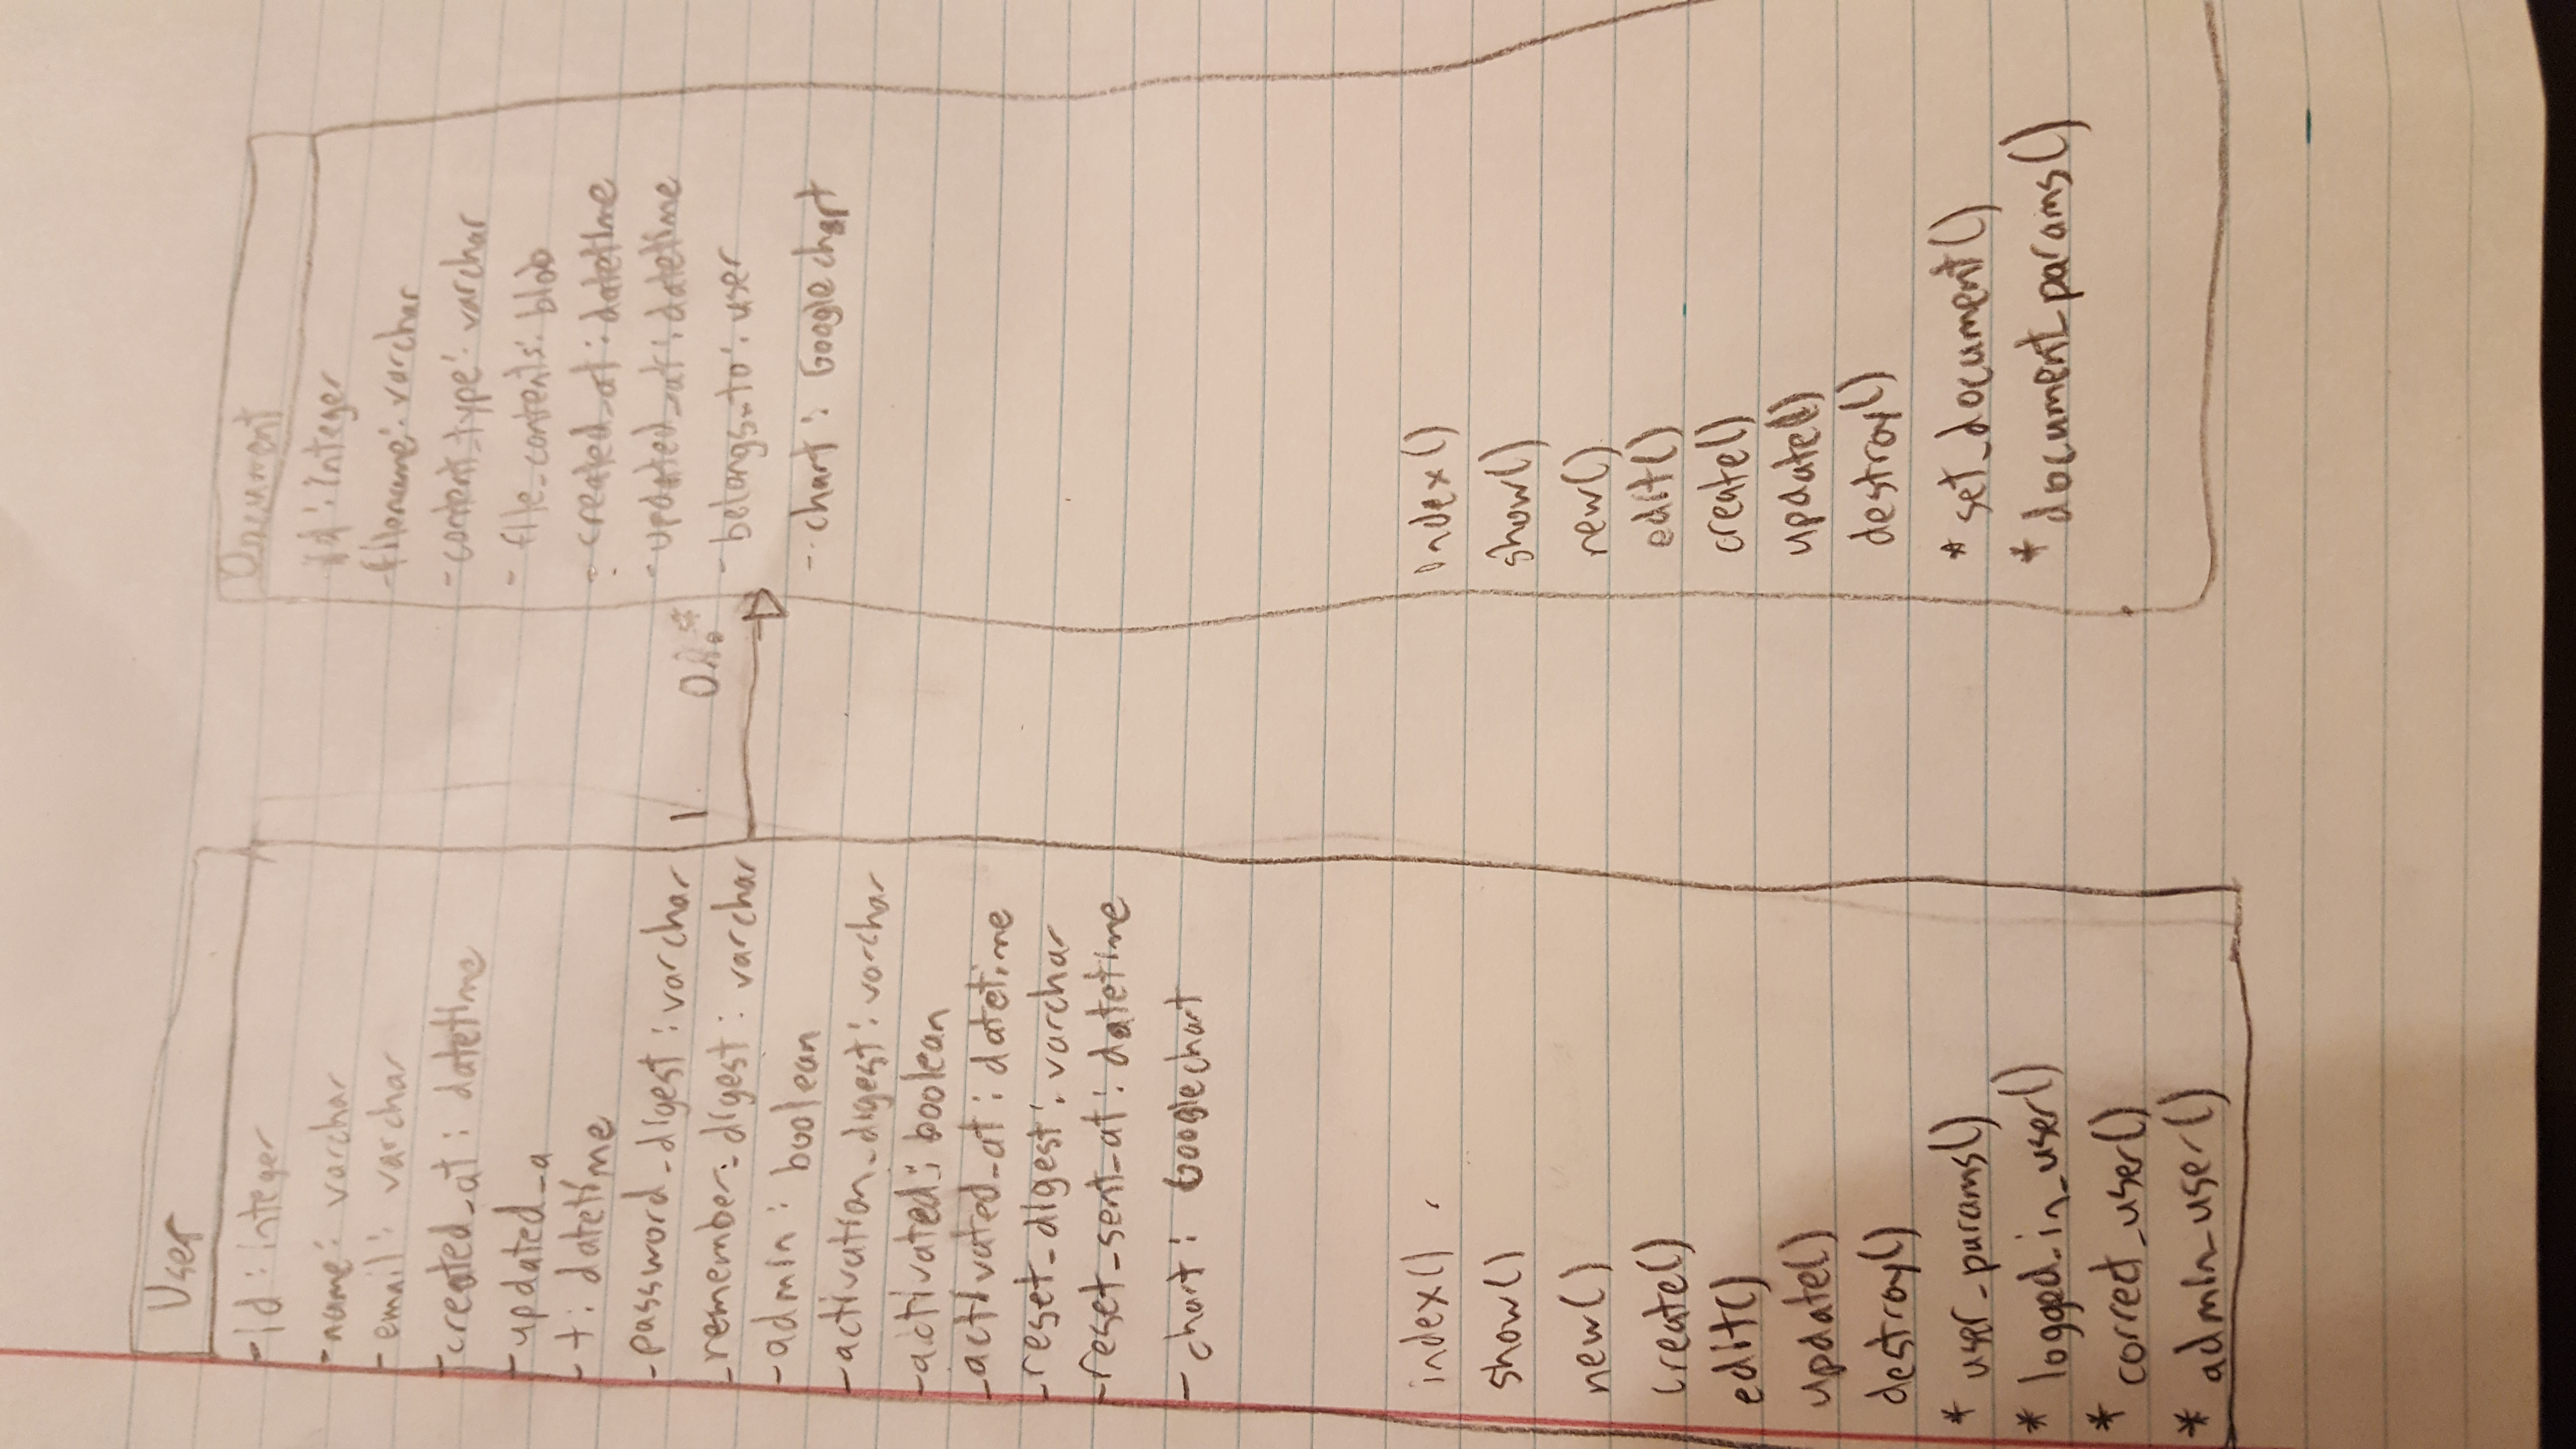 User
-id : integer
-name : varchar
-email : varchar
-created_at : datetime
-updated_a
-t : datetime
-password_digest : varchar
-remember_digest : varchar
-admin : boolean
-activation_digest : varchar
-activated : boolean
-activated_at : datetime
-reset_digest : varchar
-reset_sent_at : datetime
- chart : Googlechart
index()
show()
new()
create()
edit()
update()
destroy()
* user_params()
* logged_in_user()
* correct_user()
* admin_user()
1
Document
id : integer
-filename : varchar
-content_type : varchar
- file_contents : blob
- created_at : datetime
- updated_at : datetime
- belongs_to : user
- chart : Googlechart
index()
show()
new()
edit()
create()
update()
destroy()
* set_document()
* document_params()